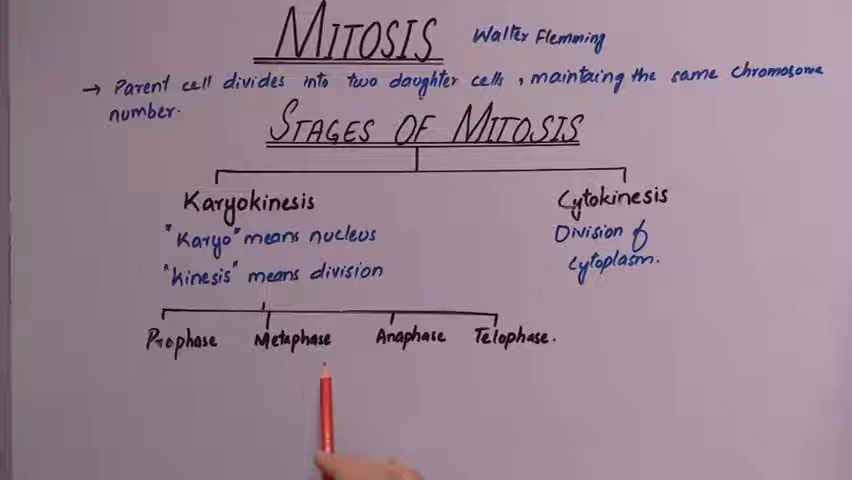 MITOSIS Walter Flemming
→ Parent cell divides into two daughter cells, maintaing the same chromosome
number.
STAGES OF MITOSIS
Karyokinesis Cytokinesis
"Karyo" means nucleus Division of
"kinesis" means division cytoplasm.
Prophase Metaphase Anaphase Telophase.